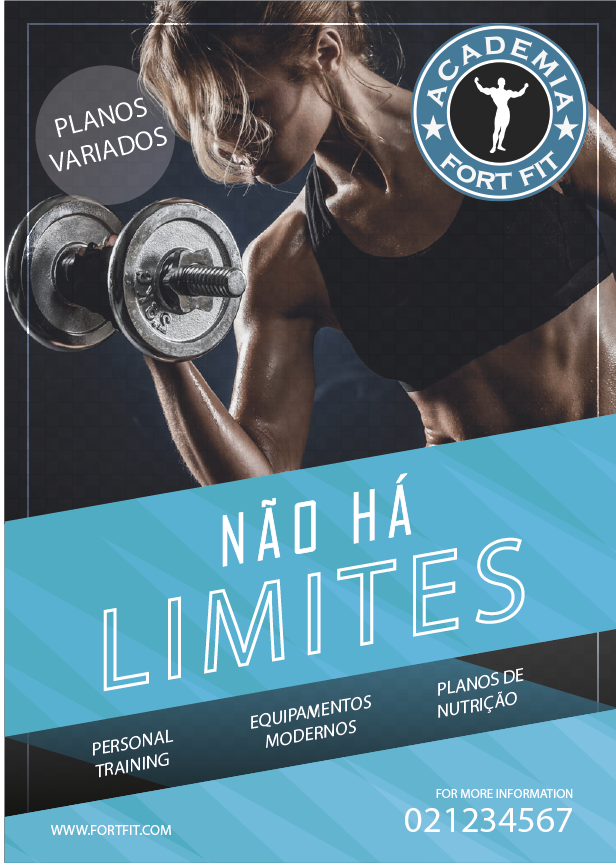 PLANOS
VARIADOS
ACADEMIA
FORT FIT
NÃO HÁ
LIMITES
PERSONAL
TRAINING
EQUIPAMENTOS
MODERNOS
PLANOS DE
NUTRIÇÃO
FOR MORE INFORMATION
021234567
WWW.FORTFIT.COM